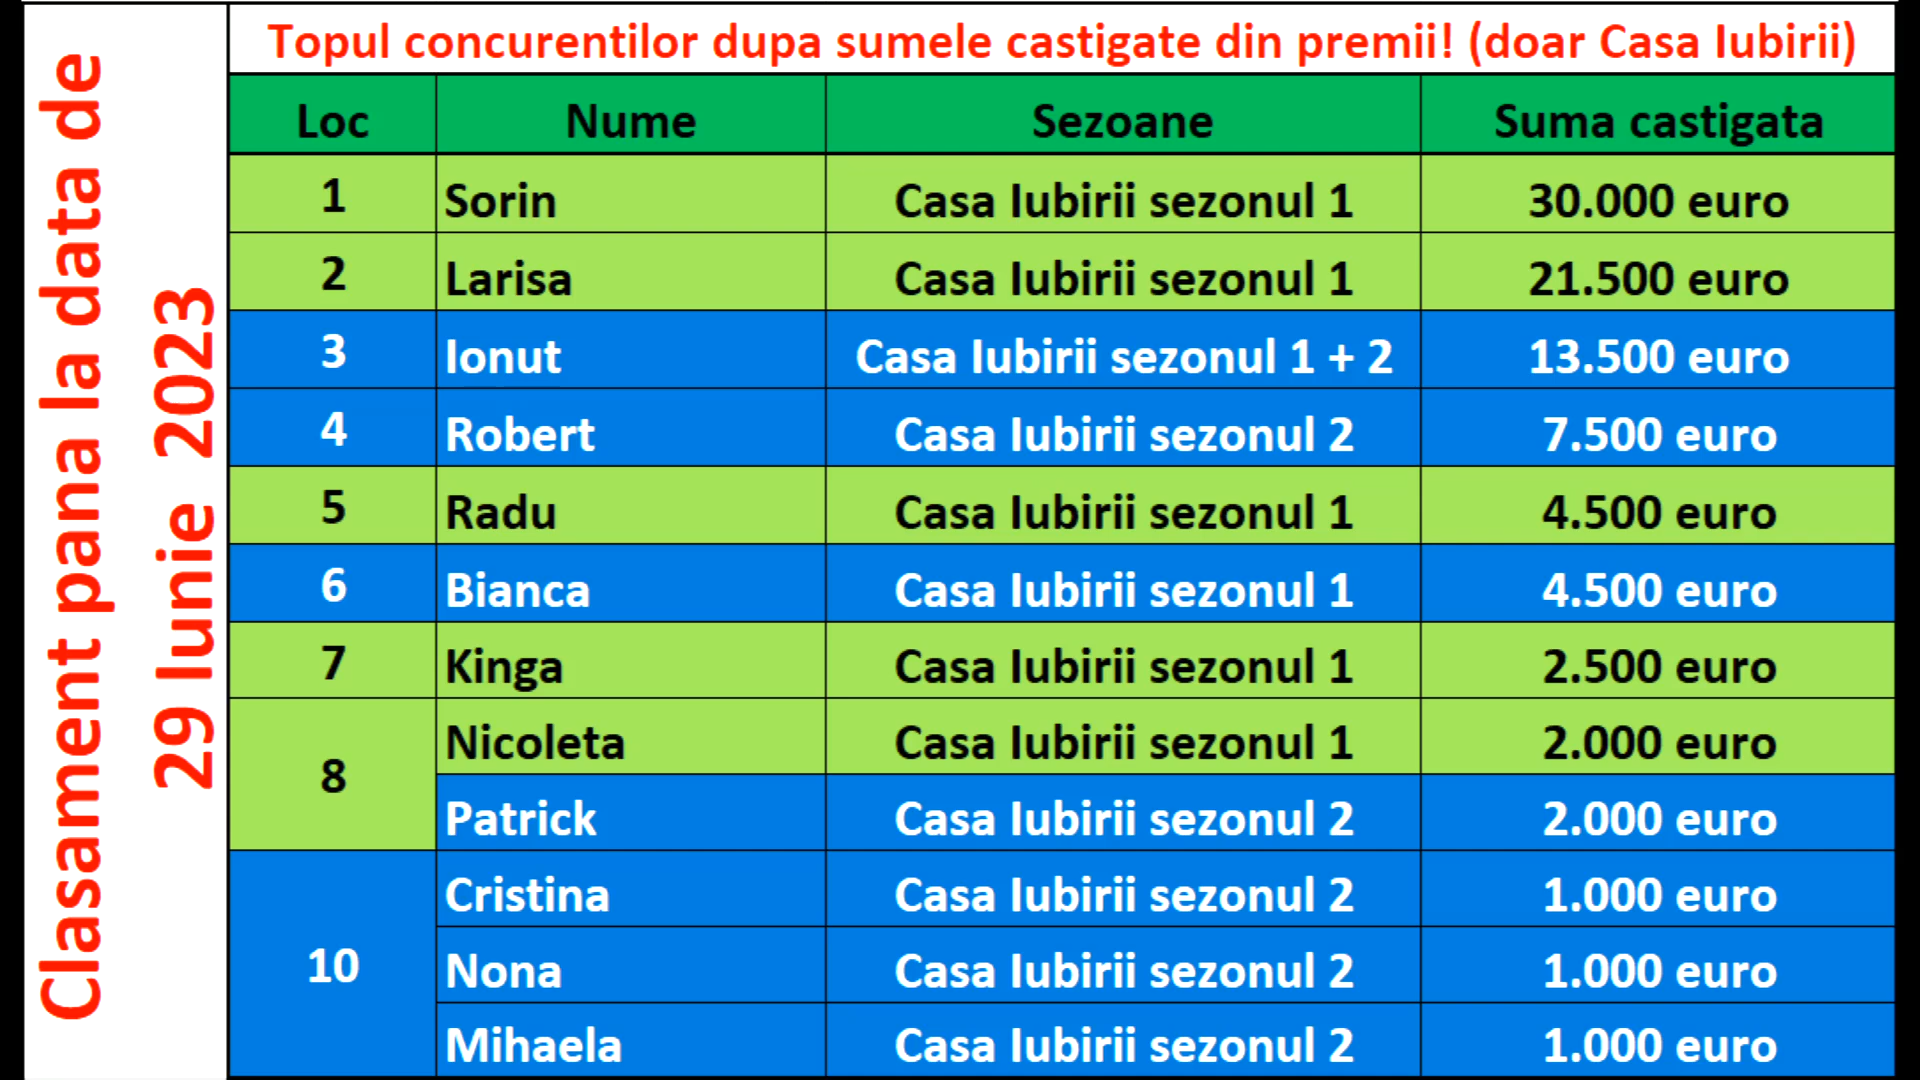 Clasament pana la data de
29 Iunie 2023
Topul concurentilor dupa sumele castigate din premii! (doar Casa Iubirii)
Loc Nume Sezoane Suma castigata
1 Sorin Casa Iubirii sezonul 1 30.000 euro
2 Larisa Casa Iubirii sezonul 1 21.500 euro
3 Ionut Casa Iubirii sezonul 1 + 2 13.500 euro
4 Robert Casa Iubirii sezonul 2 7.500 euro
5 Radu Casa Iubirii sezonul 1 4.500 euro
6 Bianca Casa Iubirii sezonul 1 4.500 euro
7 Kinga Casa Iubirii sezonul 1 2.500 euro
8 Nicoleta Casa Iubirii sezonul 1 2.000 euro
Patrick Casa Iubirii sezonul 2 2.000 euro
10 Cristina Casa Iubirii sezonul 2 1.000 euro
Nona Casa Iubirii sezonul 2 1.000 euro
Mihaela Casa Iubirii sezonul 2 1.000 euro